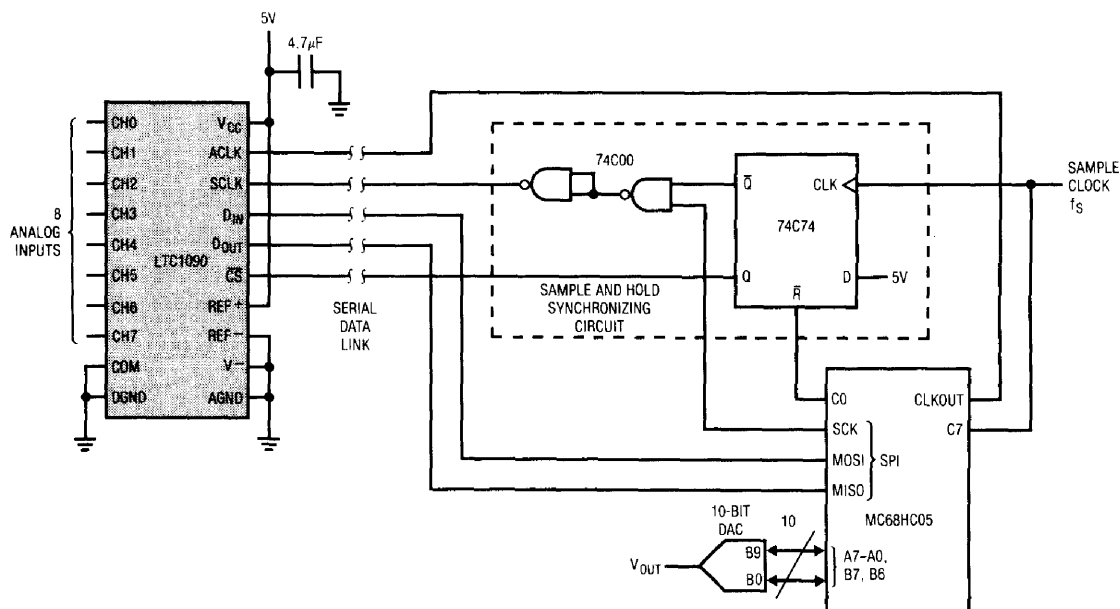 5V
4.7µF
CH0
CH1
CH2
CH3
CH4
CH5
CH6
CH7
COM
DGND
8
ANALOG
INPUTS
LTC1090
VCC
ACLK
SCLK
DIN
DOUT
CS
REF+
REF−
V−
AGND
SERIAL
DATA
LINK
74C00
Q
CLK
74C74
Q
D
R
5V
SAMPLE AND HOLD
SYNCHRONIZING
CIRCUIT
SAMPLE
CLOCK
fS
C0
CLKOUT
SCK
C7
MOSI
SPI
MISO
MC68HC05
10-BIT
DAC
10
B9
B0
A7–A0,
B7, B6
VOUT